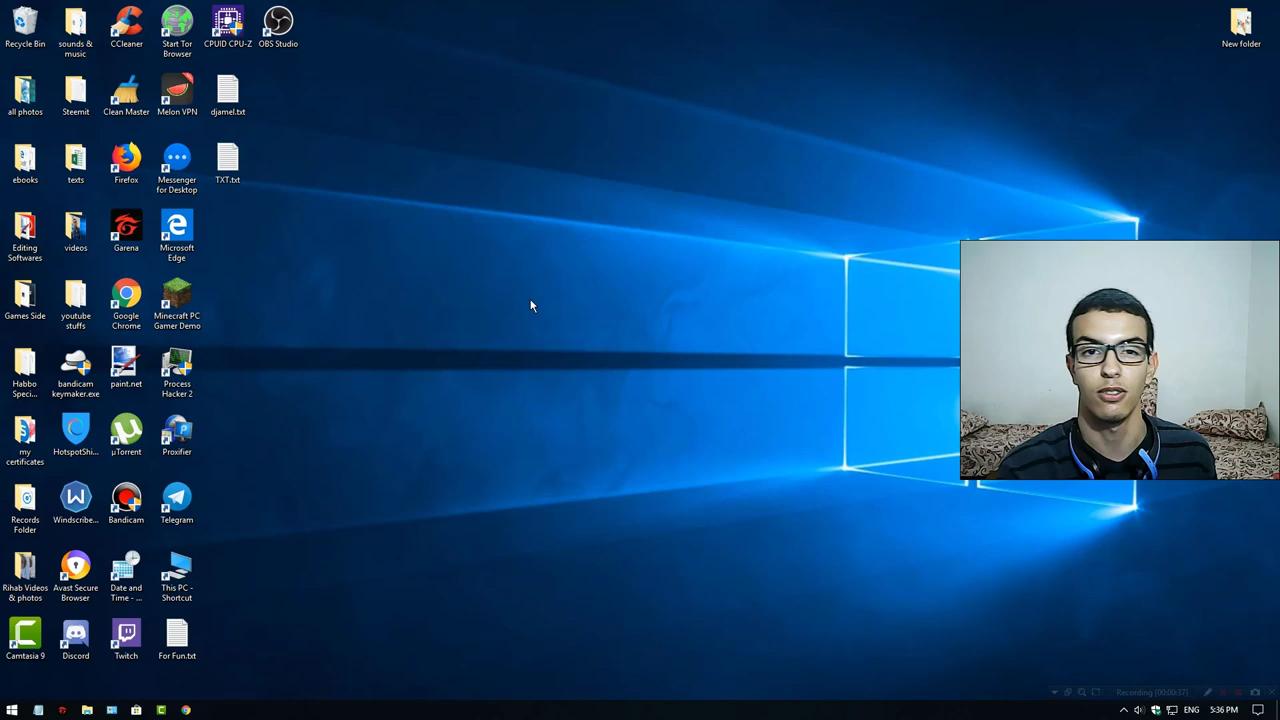 Recycle Bin
sounds &
music
CCleaner
Start Tor
Browser
CPUID CPU-Z
OBS Studio
New folder
all photos
Steemit
Clean Master
Melon VPN
djamel.txt
ebooks
texts
Firefox
Messenger
for Desktop
TXT.txt
Editing
Softwares
videos
Garena
Microsoft
Edge
Games Side
youtube
stuffs
Google
Chrome
Minecraft PC
Gamer Demo
Habbo
Speci...
bandicam
keymaker.exe
paint.net
Process
Hacker 2
my
certificates
HotspotShi...
µTorrent
Proxifier
Records
Folder
Windscribe...
Bandicam
Telegram
Rihab Videos
& photos
Avast Secure
Browser
Date and
Time - ...
This PC -
Shortcut
Camtasia 9
Discord
Twitch
For Fun.txt
Recording [00:00:37]
ENG
5:36 PM